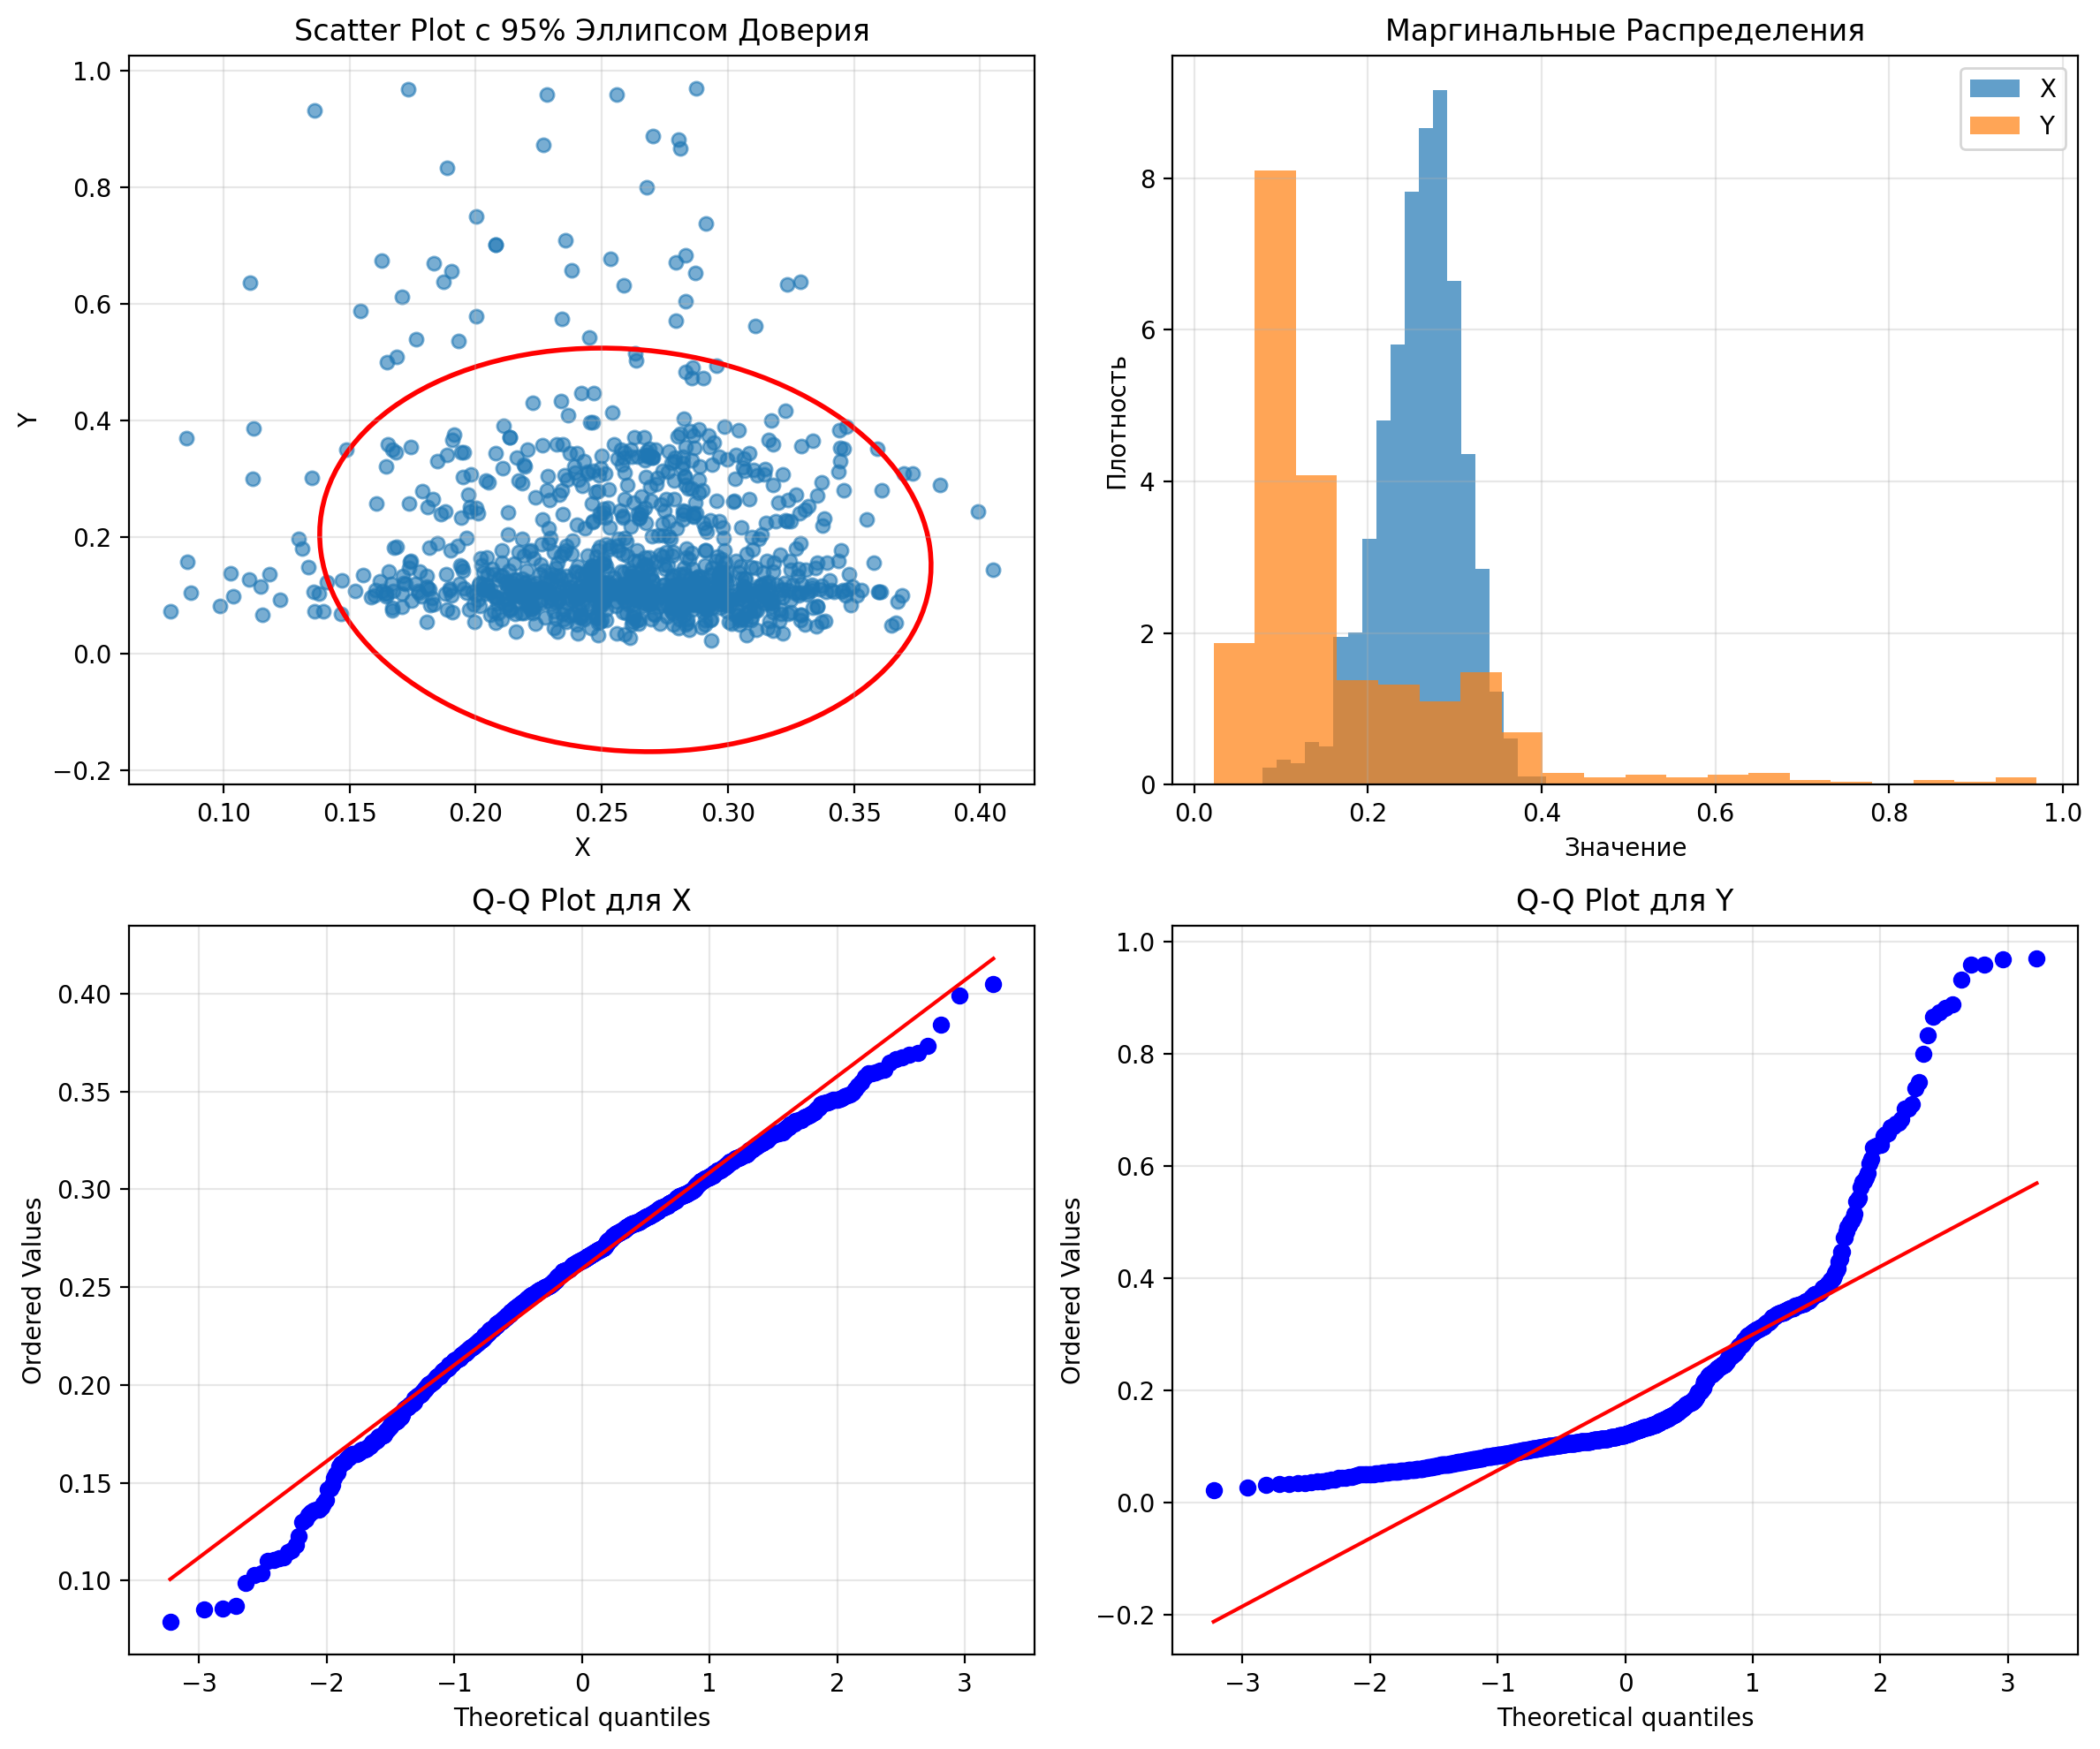 Scatter Plot с 95% Эллипсом Доверия
1.0
0.8
0.6
0.4
0.2
0.0
−0.2
Y
0.10 0.15 0.20 0.25 0.30 0.35 0.40
X
Маргинальные Распределения
X
Y
8
6
4
2
0
Плотность
0.0 0.2 0.4 0.6 0.8 1.0
Значение
Q-Q Plot для X
0.40
0.35
0.30
0.25
0.20
0.15
0.10
Ordered Values
−3 −2 −1 0 1 2 3
Theoretical quantiles
Q-Q Plot для Y
1.0
0.8
0.6
0.4
0.2
0.0
−0.2
Ordered Values
−3 −2 −1 0 1 2 3
Theoretical quantiles